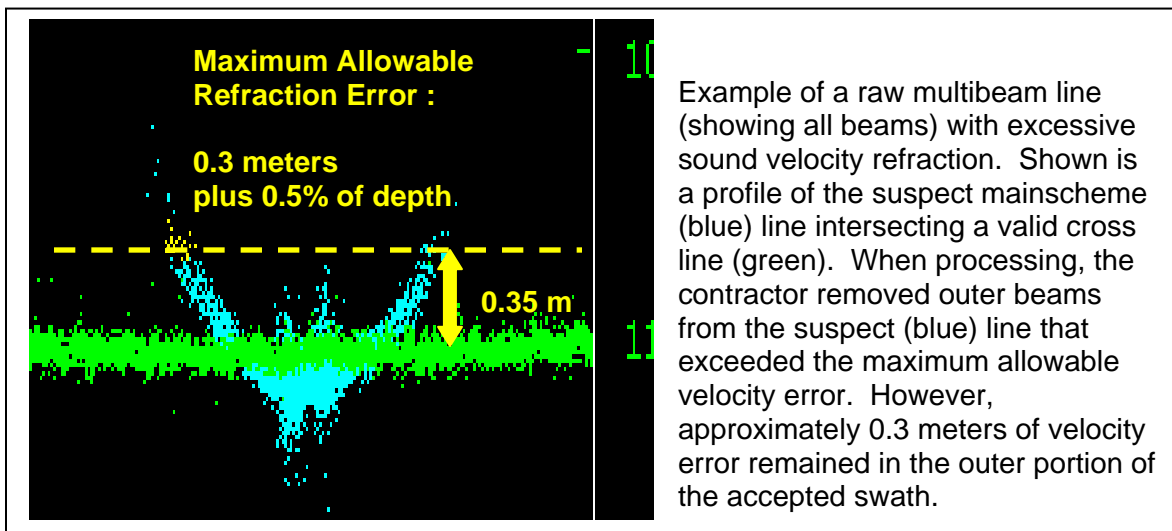 Maximum Allowable
Refraction Error :
0.3 meters
plus 0.5% of depth
0.35 m
10
11
Example of a raw multibeam line
(showing all beams) with excessive
sound velocity refraction.  Shown is
a profile of the suspect mainscheme
(blue) line intersecting a valid cross
line (green).  When processing, the
contractor removed outer beams
from the suspect (blue) line that
exceeded the maximum allowable
velocity error.  However,
approximately 0.3 meters of velocity
error remained in the outer portion of
the accepted swath.